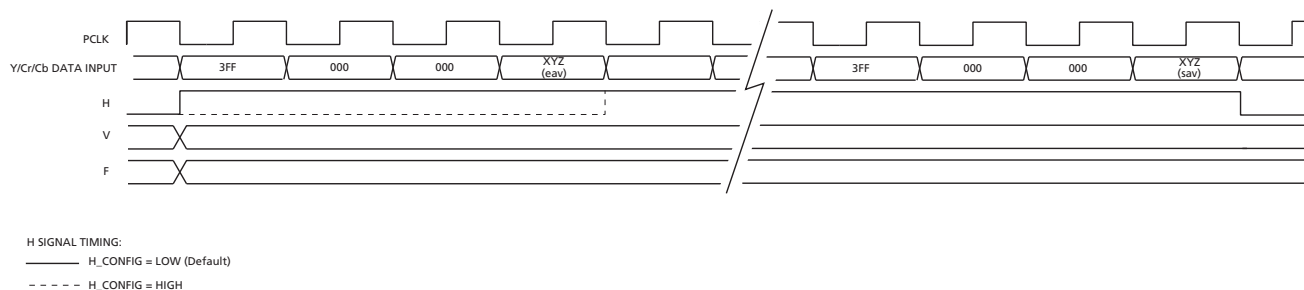 PCLK
Y/Cr/Cb DATA INPUT
3FF
000
000
XYZ
(eav)
3FF
000
000
XYZ
(sav)
H
V
F
H SIGNAL TIMING:
H_CONFIG = LOW (Default)
H_CONFIG = HIGH